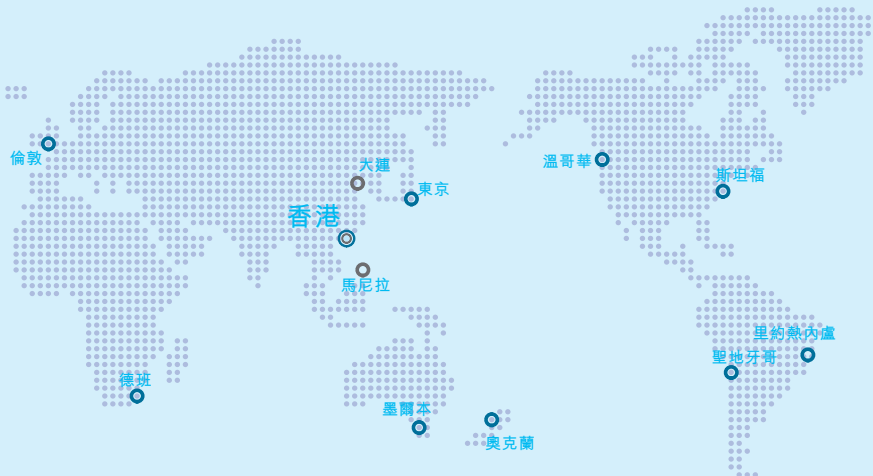 倫敦
大連
溫哥華
斯坦福
東京
香港
馬尼拉
里約熱內盧
聖地牙哥
德班
墨爾本
奧克蘭